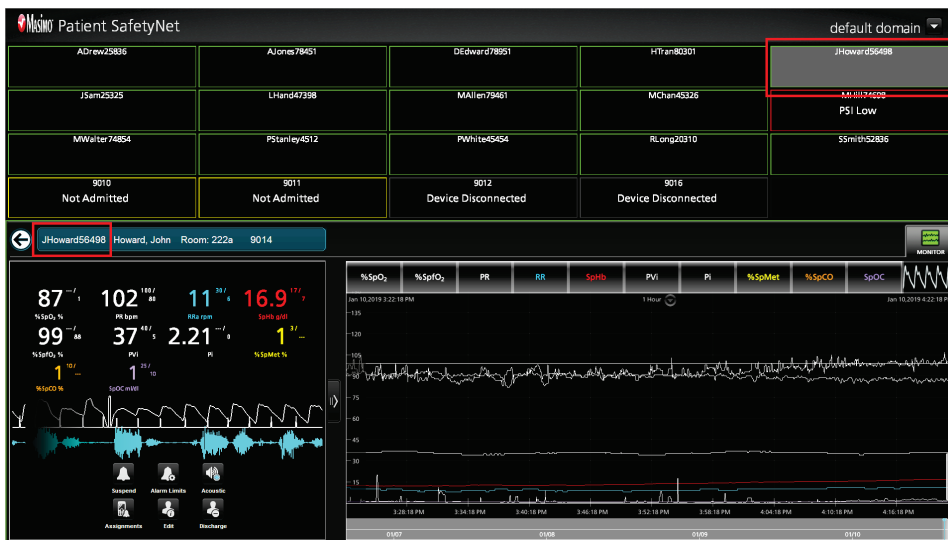 Masimo Patient SafetyNet default domain
ADrew25836 AJones78451 DEdward78951 HTran80301 JHoward56498
JSam25325 LHand47398 MAllen79461 MChan45326 MHill74698
PSI Low
MWalter74854 PStanley4512 PWhite45454 RLong20310 SSmith52836
9010 9011 9012 9016
Not Admitted Not Admitted Device Disconnected Device Disconnected
JHoward56498 Howard, John Room: 222a 9014
MONITOR
%SpO₂ %SpfO₂ PR RR SpHb PVi Pi %SpMet %SpCO SpOC
Jan 10,2019 3:22:18 PM 1 Hour Jan 10,2019 4:22:18 P
87 ---/ 1 102 180/ 80 11 30/ 6 16.9 17/ 7
%SpO₂ % PR bpm RRa rpm SpHb g/dl
99 ---/ 88 37 40/ 5 2.21 ---/ 0 1 3/ ---
%SpfO₂ % PVi Pi %SpMet %
1 10/ --- 1 25/ 10
%SpCO % SpOC ml/dl
135
120
105
90
75
60
45
30
15
Suspend Alarm Limits Acoustic
Assignments Edit Discharge
3:28:18 PM 3:34:18 PM 3:40:18 PM 3:46:18 PM 3:52:18 PM 3:58:18 PM 4:04:18 PM 4:10:18 PM 4:16:18 PM
01/07 01/08 01/09 01/10